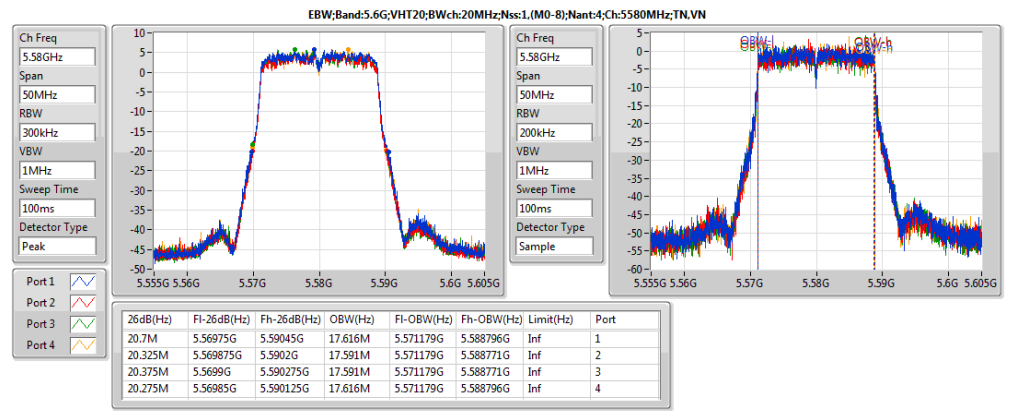 EBW;Band:5.6G;VHT20;BWch:20MHz;Nss:1,(M0-8);Nant:4;Ch:5580MHz;TN,VN
Ch Freq
5.58GHz
Span
50MHz
RBW
300kHz
VBW
1MHz
Sweep Time
100ms
Detector Type
Peak
10
5
0
-5
-10
-15
-20
-25
-30
-35
-40
-45
-50
5.555G 5.56G 5.57G 5.58G 5.59G 5.6G 5.605G
Ch Freq
5.58GHz
Span
50MHz
RBW
200kHz
VBW
1MHz
Sweep Time
100ms
Detector Type
Sample
5
0
-5
-10
-15
-20
-25
-30
-35
-40
-45
-50
-55
-60
OBW-l OBW-h
5.555G 5.56G 5.57G 5.58G 5.59G 5.6G 5.605G
Port 1
Port 2
Port 3
Port 4
26dB(Hz) Fl-26dB(Hz) Fh-26dB(Hz) OBW(Hz) Fl-OBW(Hz) Fh-OBW(Hz) Limit(Hz) Port
20.7M 5.56975G 5.59045G 17.616M 5.571179G 5.588796G Inf 1
20.325M 5.569875G 5.5902G 17.591M 5.571179G 5.588771G Inf 2
20.375M 5.5699G 5.590275G 17.591M 5.571179G 5.588771G Inf 3
20.275M 5.56985G 5.590125G 17.616M 5.571179G 5.588796G Inf 4